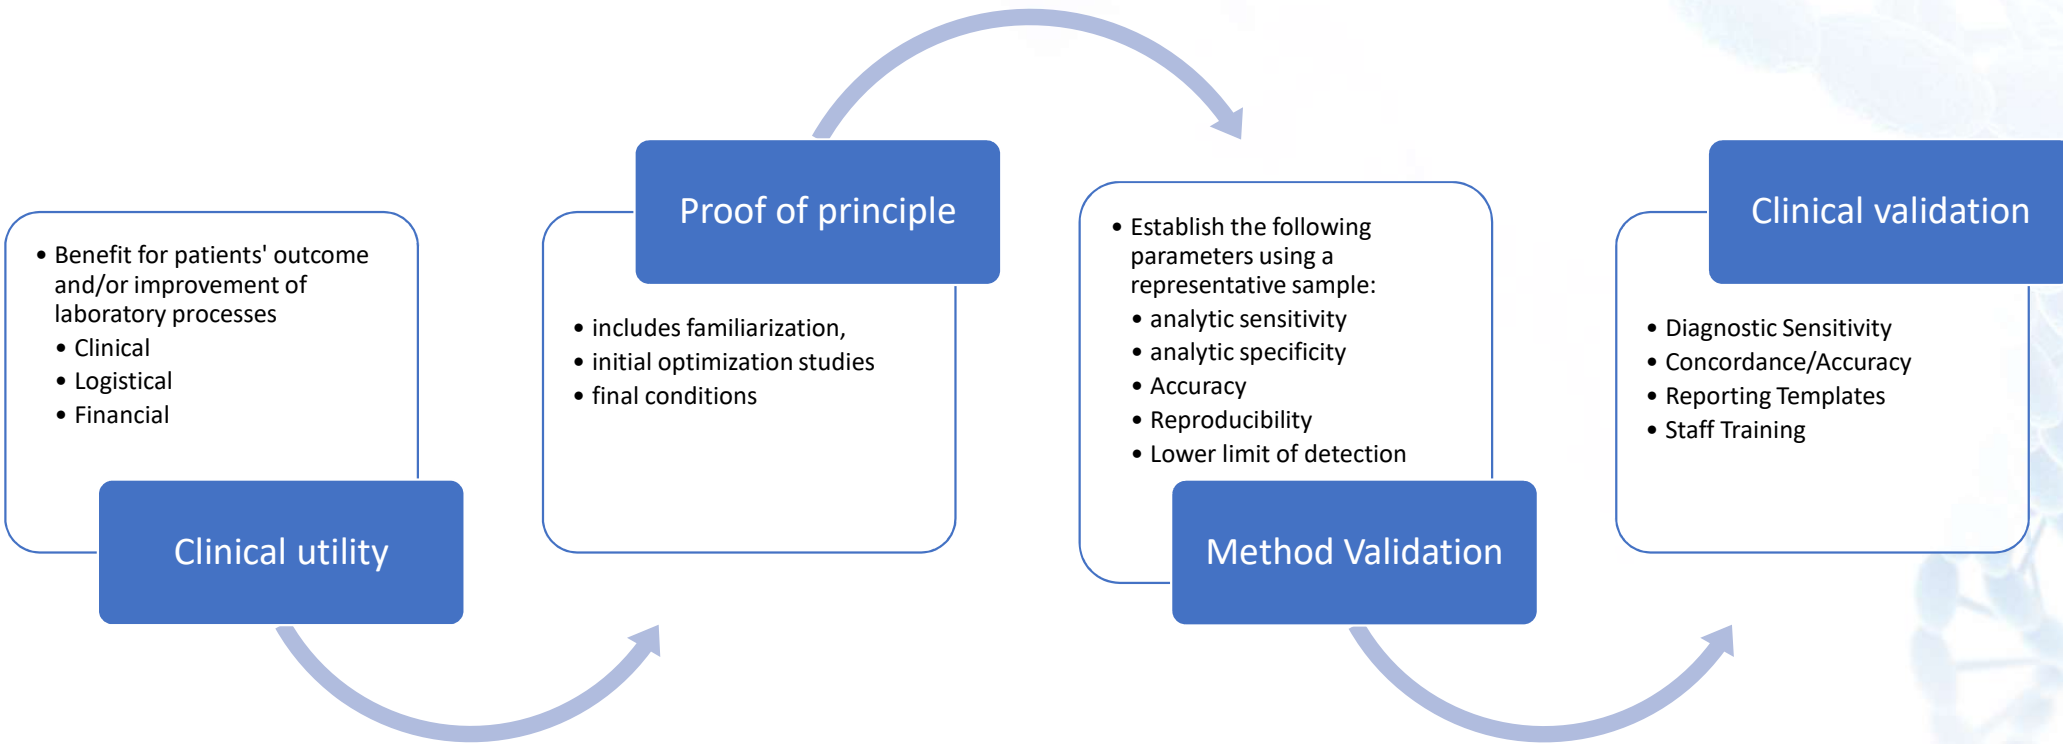 • Benefit for patients' outcome
and/or improvement of
laboratory processes
• Clinical
• Logistical
• Financial
Clinical utility
Proof of principle
• includes familiarization,
• initial optimization studies
• final conditions
• Establish the following
parameters using a
representative sample:
• analytic sensitivity
• analytic specificity
• Accuracy
• Reproducibility
• Lower limit of detection
Method Validation
Clinical validation
• Diagnostic Sensitivity
• Concordance/Accuracy
• Reporting Templates
• Staff Training